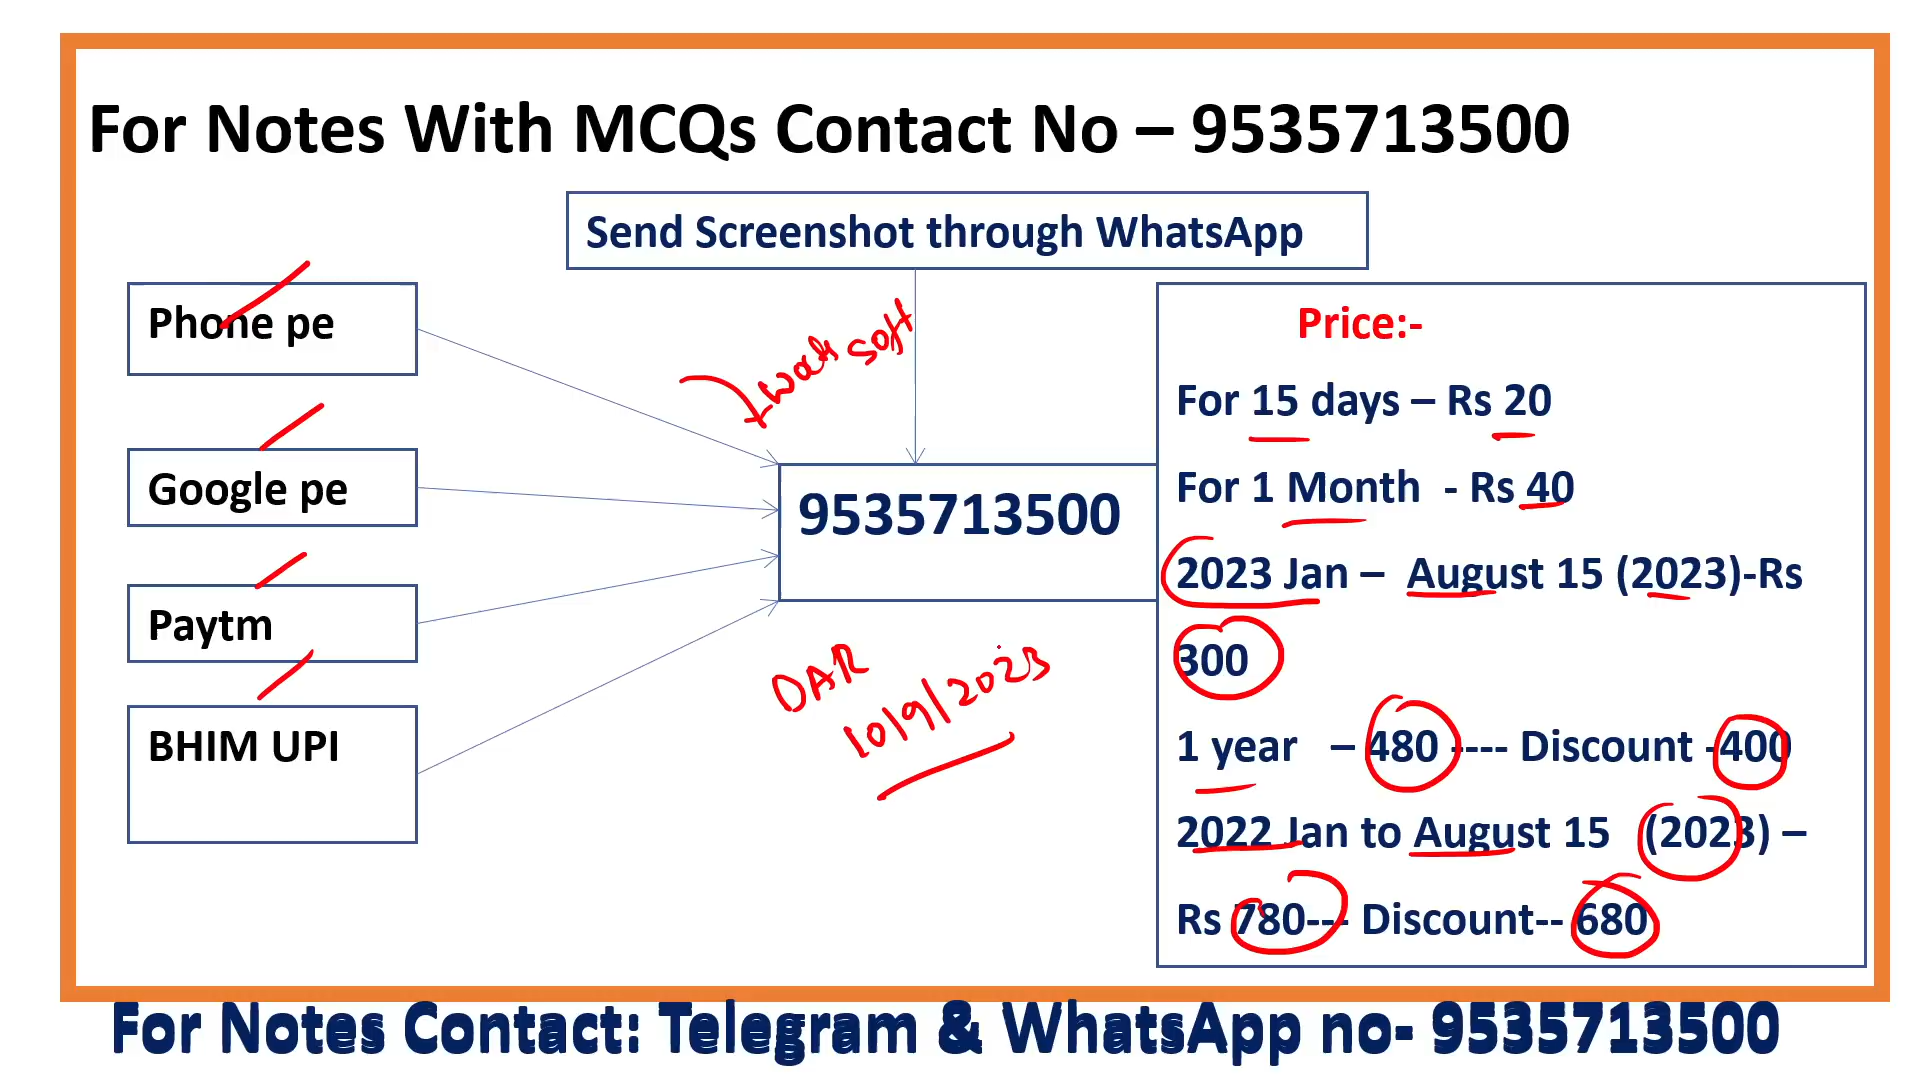 For Notes With MCQs Contact No – 9535713500
Send Screenshot through WhatsApp
Phone pe
Google pe
Paytm
BHIM UPI
soft
9535713500
DAR
10/9/2023
Price:-
For 15 days – Rs 20
For 1 Month - Rs 40
2023 Jan – August 15 (2023)-Rs
300
1 year – 480 ---- Discount -400
2022 Jan to August 15 (2023) –
Rs 780--- Discount-- 680
For Notes Contact: Telegram & WhatsApp no- 9535713500